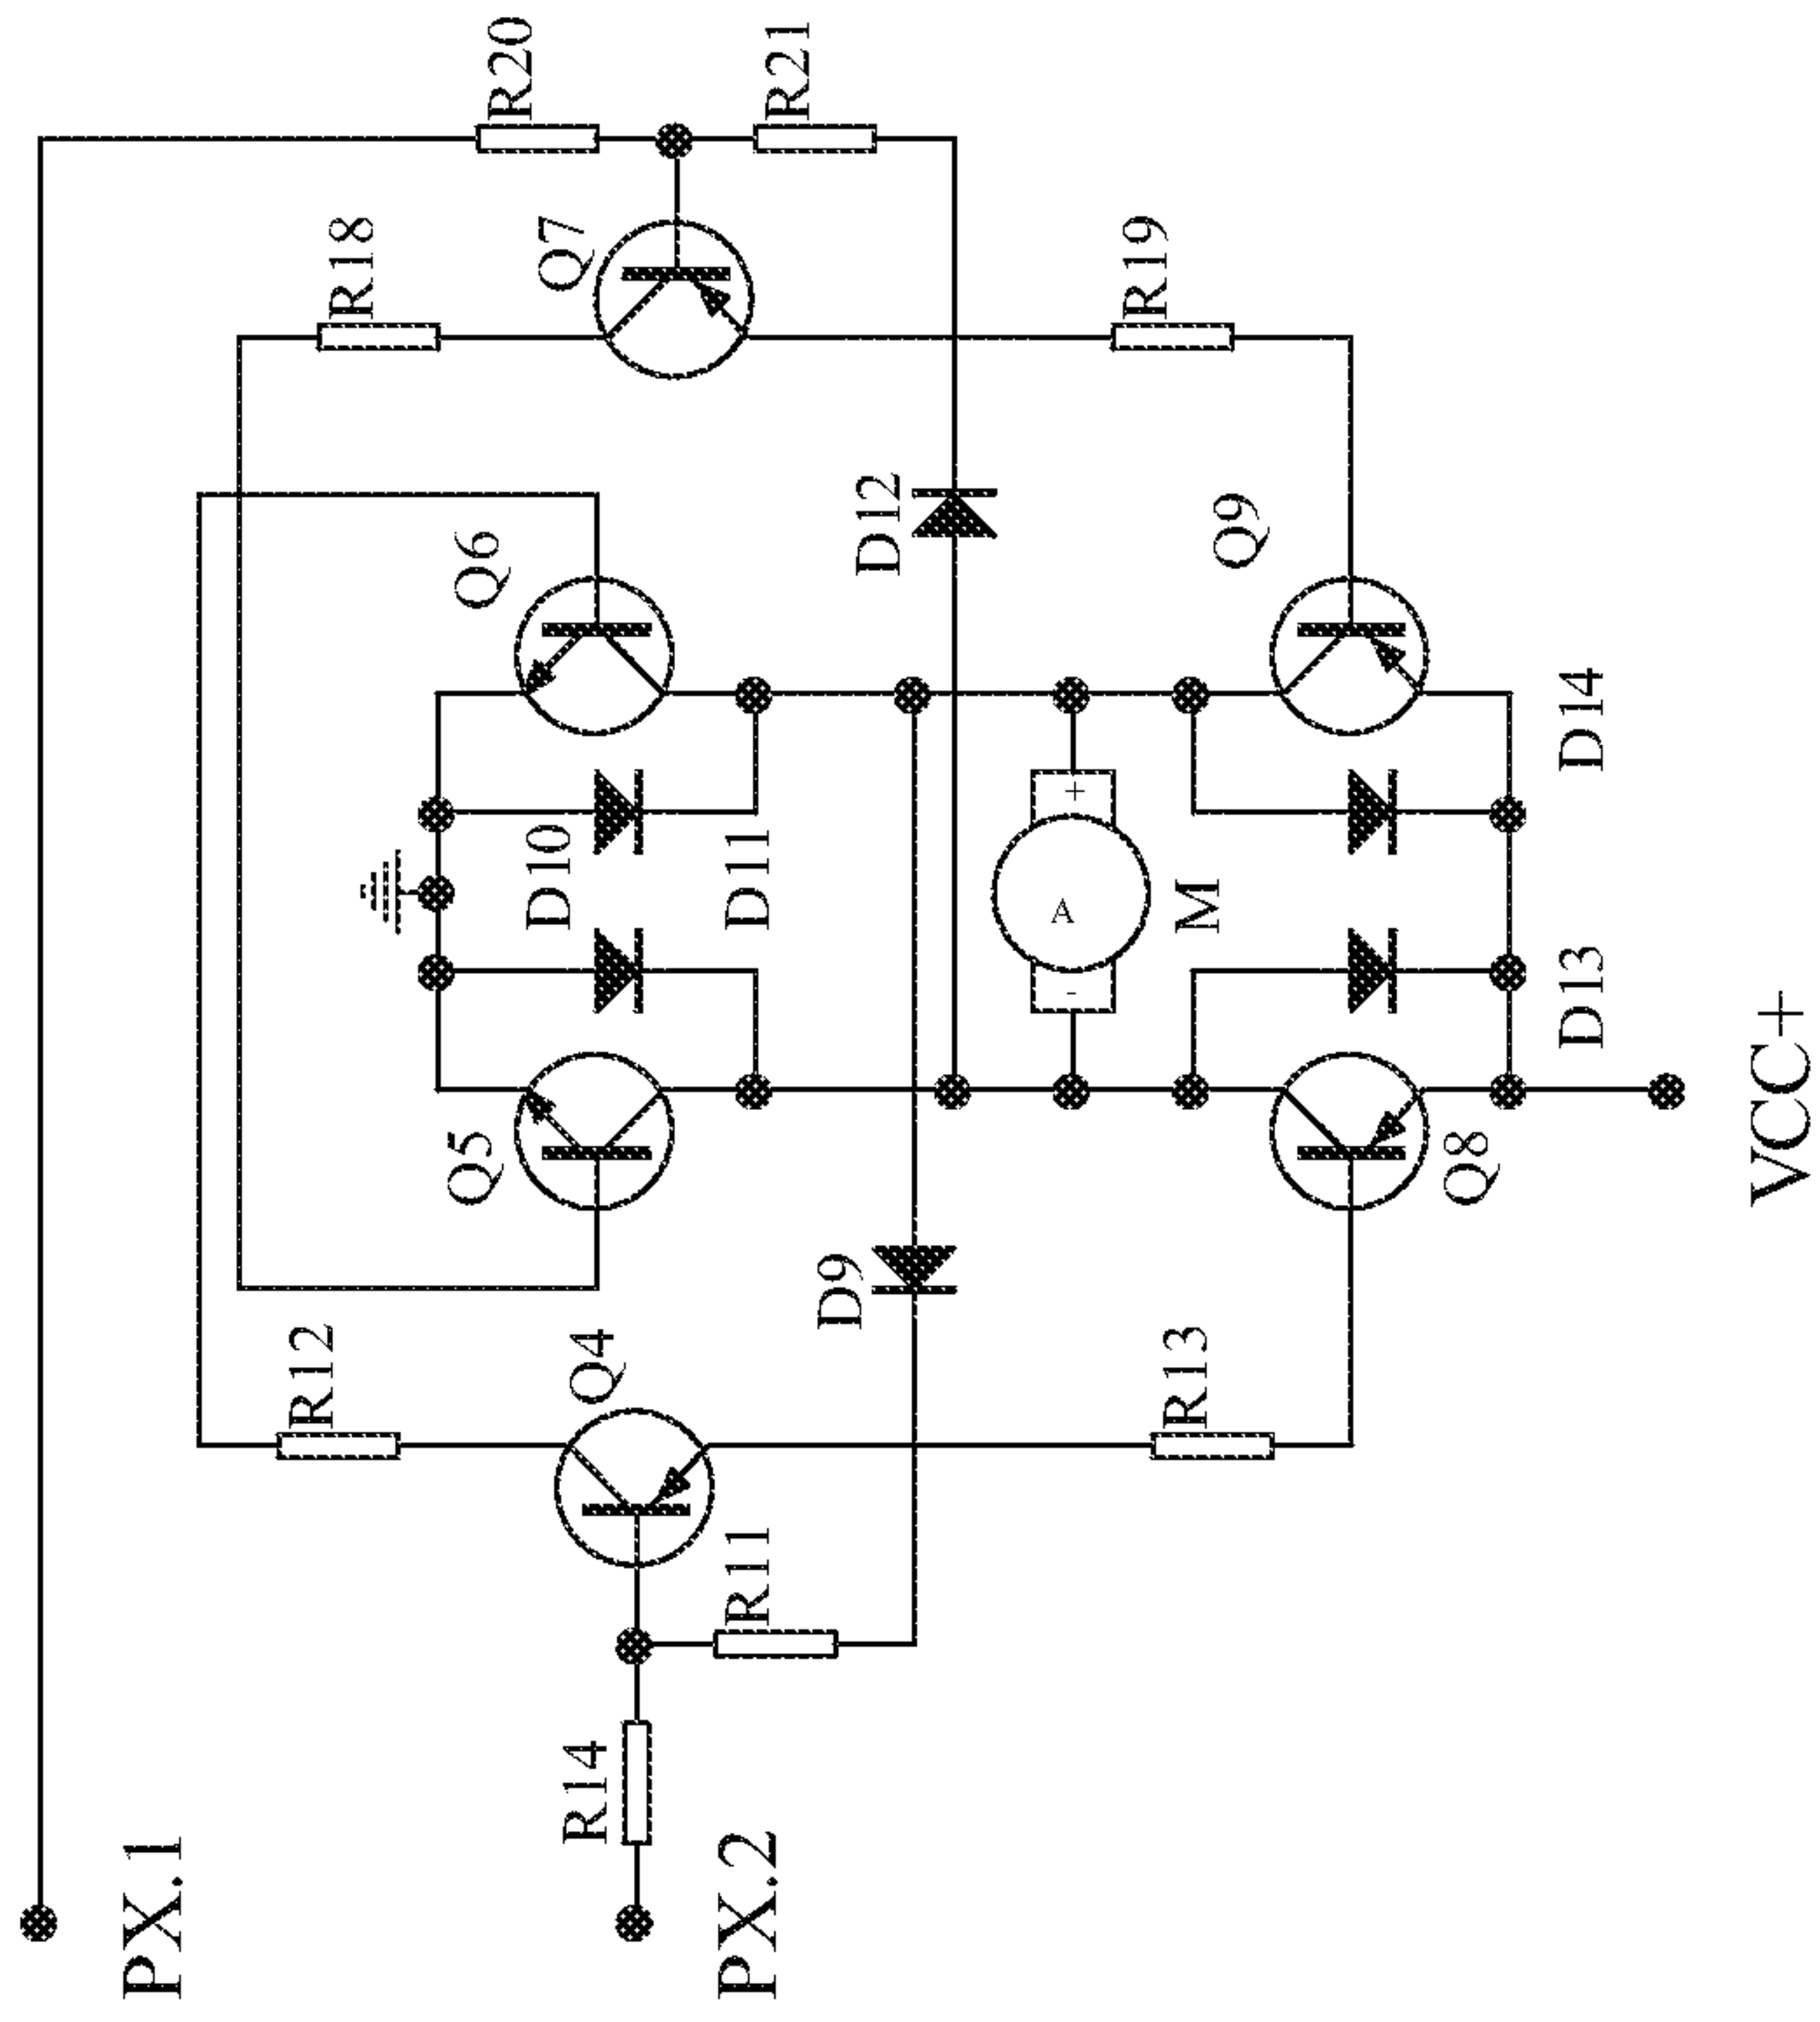 PX.1
PX.2
R14
R11
R12
Q4
R13
D9
Q5
Q8
VCC+
D13
D10
D11
-
A
+
M
D14
Q6
D12
Q9
R18
Q7
R19
R20
R21